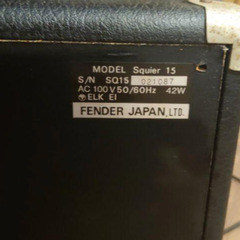 MODEL Squier 15
S/N SQ15 021087
AC 100V 50/60Hz 42W
ELK EI
FENDER JAPAN, LTD.